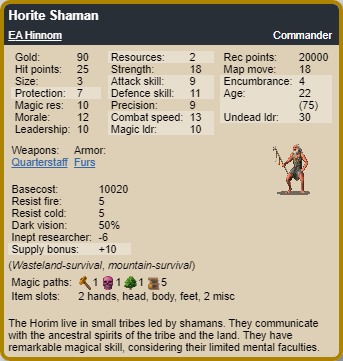 Horite Shaman
EA Hinnom Commander
Gold: 90 Resources: 2 Rec points: 20000
Hit points: 25 Strength: 18 Map move: 18
Size: 3 Attack skill: 9 Encumbrance: 4
Protection: 7 Defence skill: 11 Age: 22
Magic res: 10 Precision: 9 (75)
Morale: 12 Combat speed: 13 Undead ldr: 30
Leadership: 10 Magic ldr: 10
Weapons: Armor:
Quarterstaff Furs
Basecost: 10020
Resist fire: 5
Resist cold: 5
Dark vision: 50%
Inept researcher: -6
Supply bonus: +10
(Wasteland-survival, mountain-survival)
Magic paths: 1 1 1 5
Item slots: 2 hands, head, body, feet, 2 misc
The Horim live in small tribes led by shamans. They communicate
with the ancestral spirits of the tribe and the land. They have
remarkable magical skill, considering their limited mental faculties.